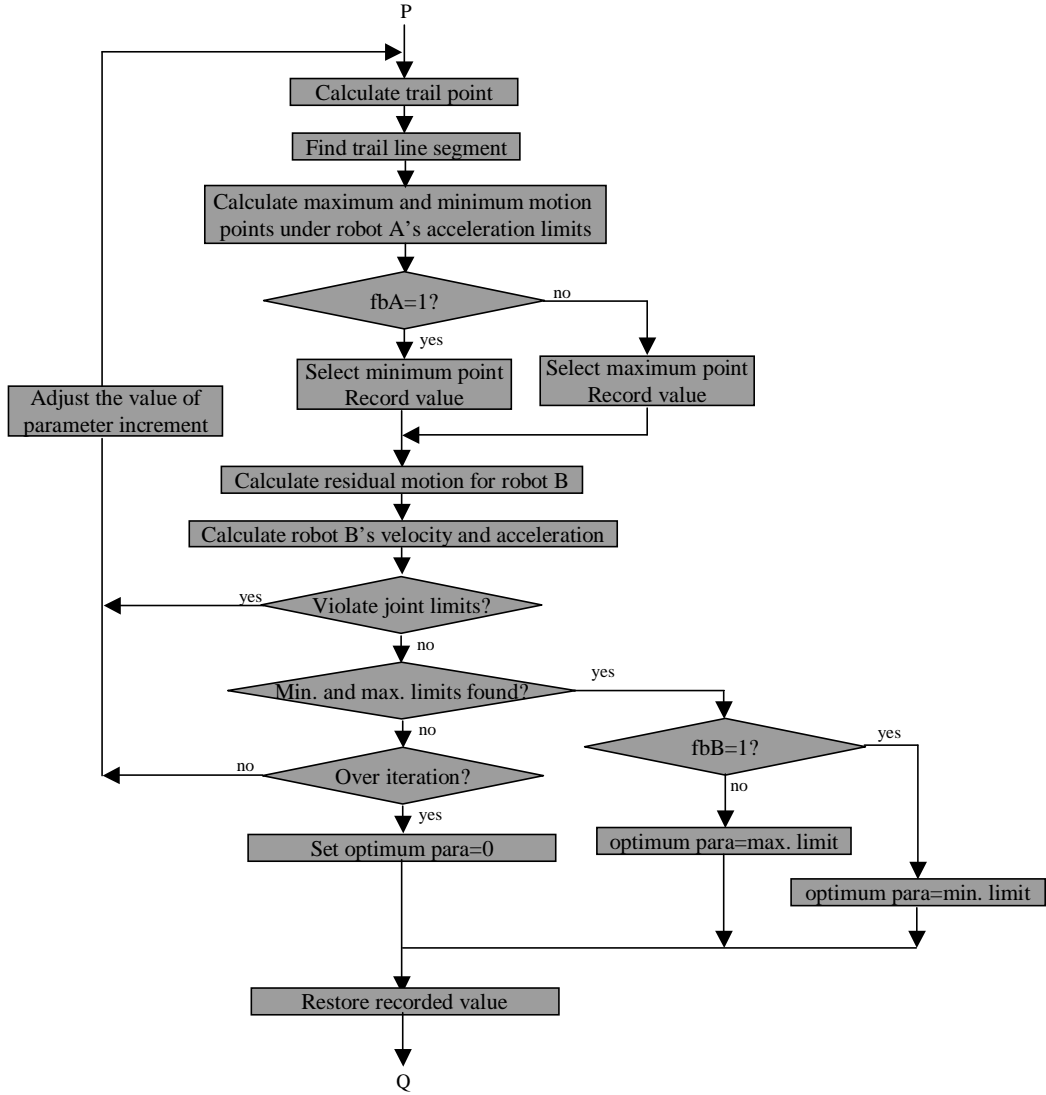 P
Calculate trail point
Find trail line segment
Calculate maximum and minimum motion
points under robot A's acceleration limits
fbA=1?
no
yes
Select minimum point
Record value
Select maximum point
Record value
Adjust the value of
parameter increment
Calculate residual motion for robot B
Calculate robot B's velocity and acceleration
Violate joint limits?
yes
no
Min. and max. limits found?
yes
no
fbB=1?
yes
no
Over iteration?
no
yes
Set optimum para=0
optimum para=max. limit
optimum para=min. limit
Restore recorded value
Q